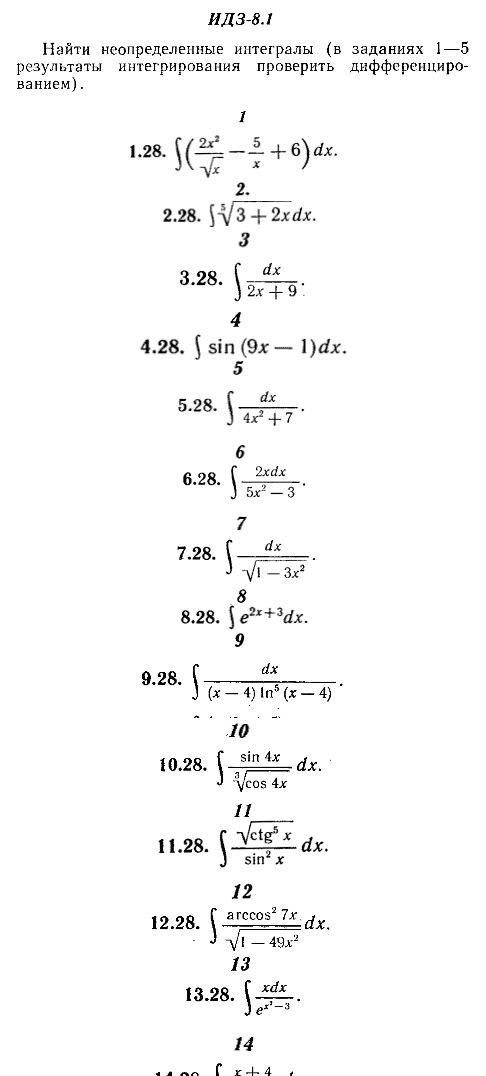 ИДЗ-8.1
Найти неопределенные интегралы (в заданиях 1—5
результаты интегрирования проверить дифференциро-
ванием).
1
1.28. ∫(2x²/√x − 5/x + 6) dx.
2.
2.28. ∫⁵√(3 + 2x) dx.
3
3.28. ∫ dx/(2x + 9).
4
4.28. ∫ sin (9x — 1)dx.
5
5.28. ∫ dx/(4x² + 7).
6
6.28. ∫ 2xdx/(5x² − 3).
7
7.28. ∫ dx/√(1 − 3x²).
8
8.28. ∫ e^(2x+3) dx.
9
9.28. ∫ dx/((x − 4) ln⁵ (x − 4)).
10
10.28. ∫ sin 4x/³√(cos 4x) dx.
11
11.28. ∫ √(ctg⁵ x)/sin² x dx.
12
12.28. ∫ arccos² 7x/√(1 − 49x²) dx.
13
13.28. ∫ xdx/e^(x²−3).
14